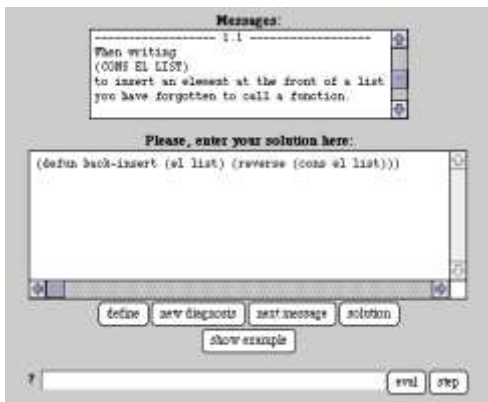 Messages:
------------------ 1.1 ------------------
When writing
(CONS EL LIST)
to insert an element at the front of a list
you have forgotten to call a function.
Please, enter your solution here:
(defun back-insert (el list) (reverse (cons el list)))
define new diagnosis next message solution
show example
? eval step